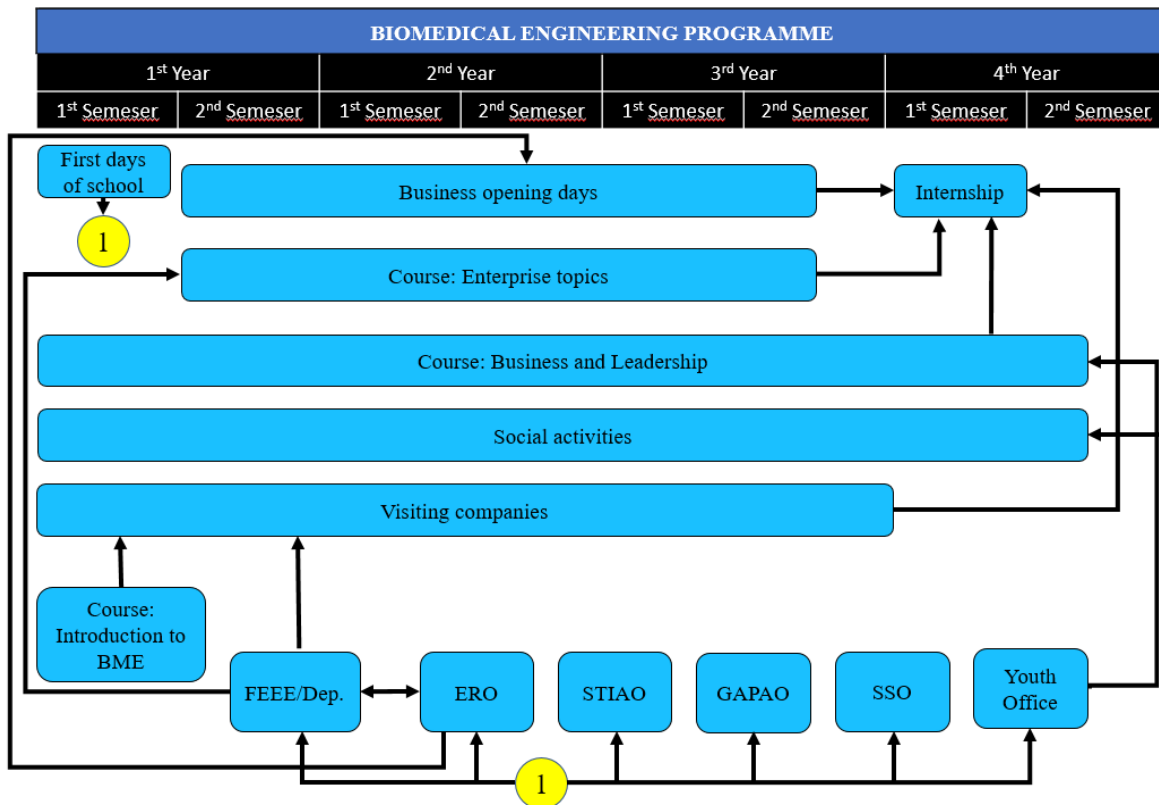 BIOMEDICAL ENGINEERING PROGRAMME
1st Year
2nd Year
3rd Year
4th Year
1st Semeser
2nd Semeser
1st Semeser
2nd Semeser
1st Semeser
2nd Semeser
1st Semeser
2nd Semeser
First days
of school
Business opening days
Internship
1
Course: Enterprise topics
Course: Business and Leadership
Social activities
Visiting companies
Course:
Introduction to
BME
FEEE/Dep.
ERO
STIAO
GAPAO
SSO
Youth
Office
1